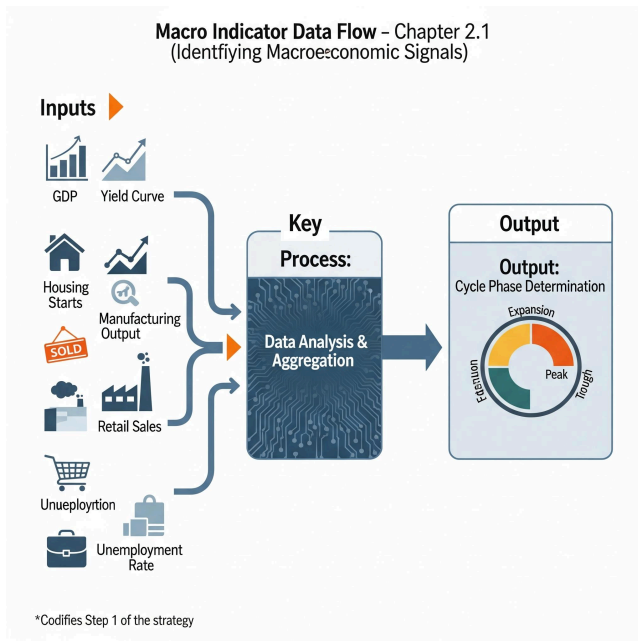 Macro Indicator Data Flow – Chapter 2.1
(Identfiying Macroeconomic Signals)
Inputs
GDP
Yield Curve
Housing
Starts
Manufacturing
Output
SOLD
Retail Sales
Unueployrtion
Unemployment
Rate
Key
Process:
Data Analysis &
Aggregation
Output
Output:
Cycle Phase Determination
Expansion
Peak
*Codifies Step 1 of the strategy